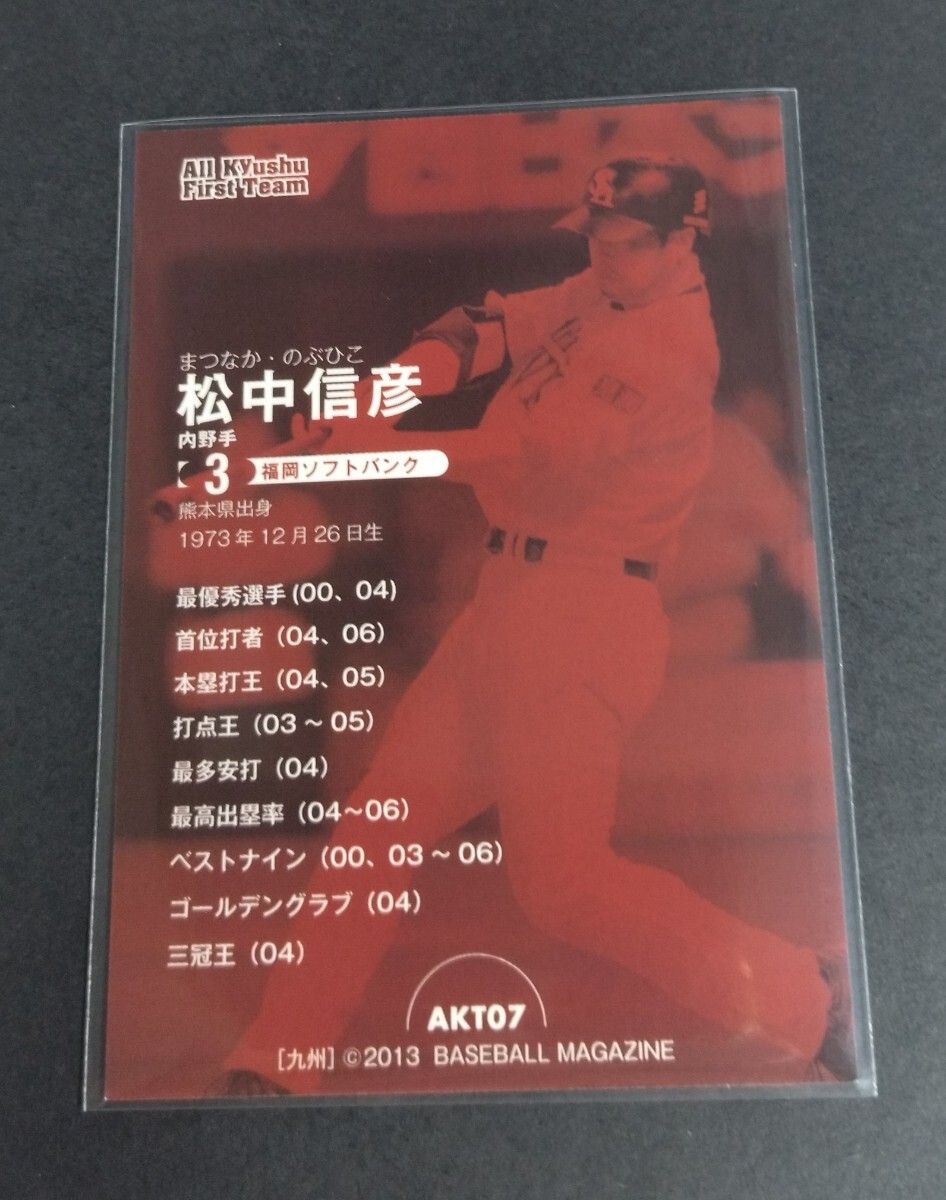 All Kyushu
First Team
まつなか・のぶひこ
松中信彦
内野手
3 福岡ソフトバンク
熊本県出身
1973年12月26日生
最優秀選手(00、04)
首位打者(04、06)
本塁打王(04、05)
打点王(03～05)
最多安打(04)
最高出塁率(04～06)
ベストナイン(00、03～06)
ゴールデングラブ(04)
三冠王(04)
AKT07
[九州]©2013 BASEBALL MAGAZINE